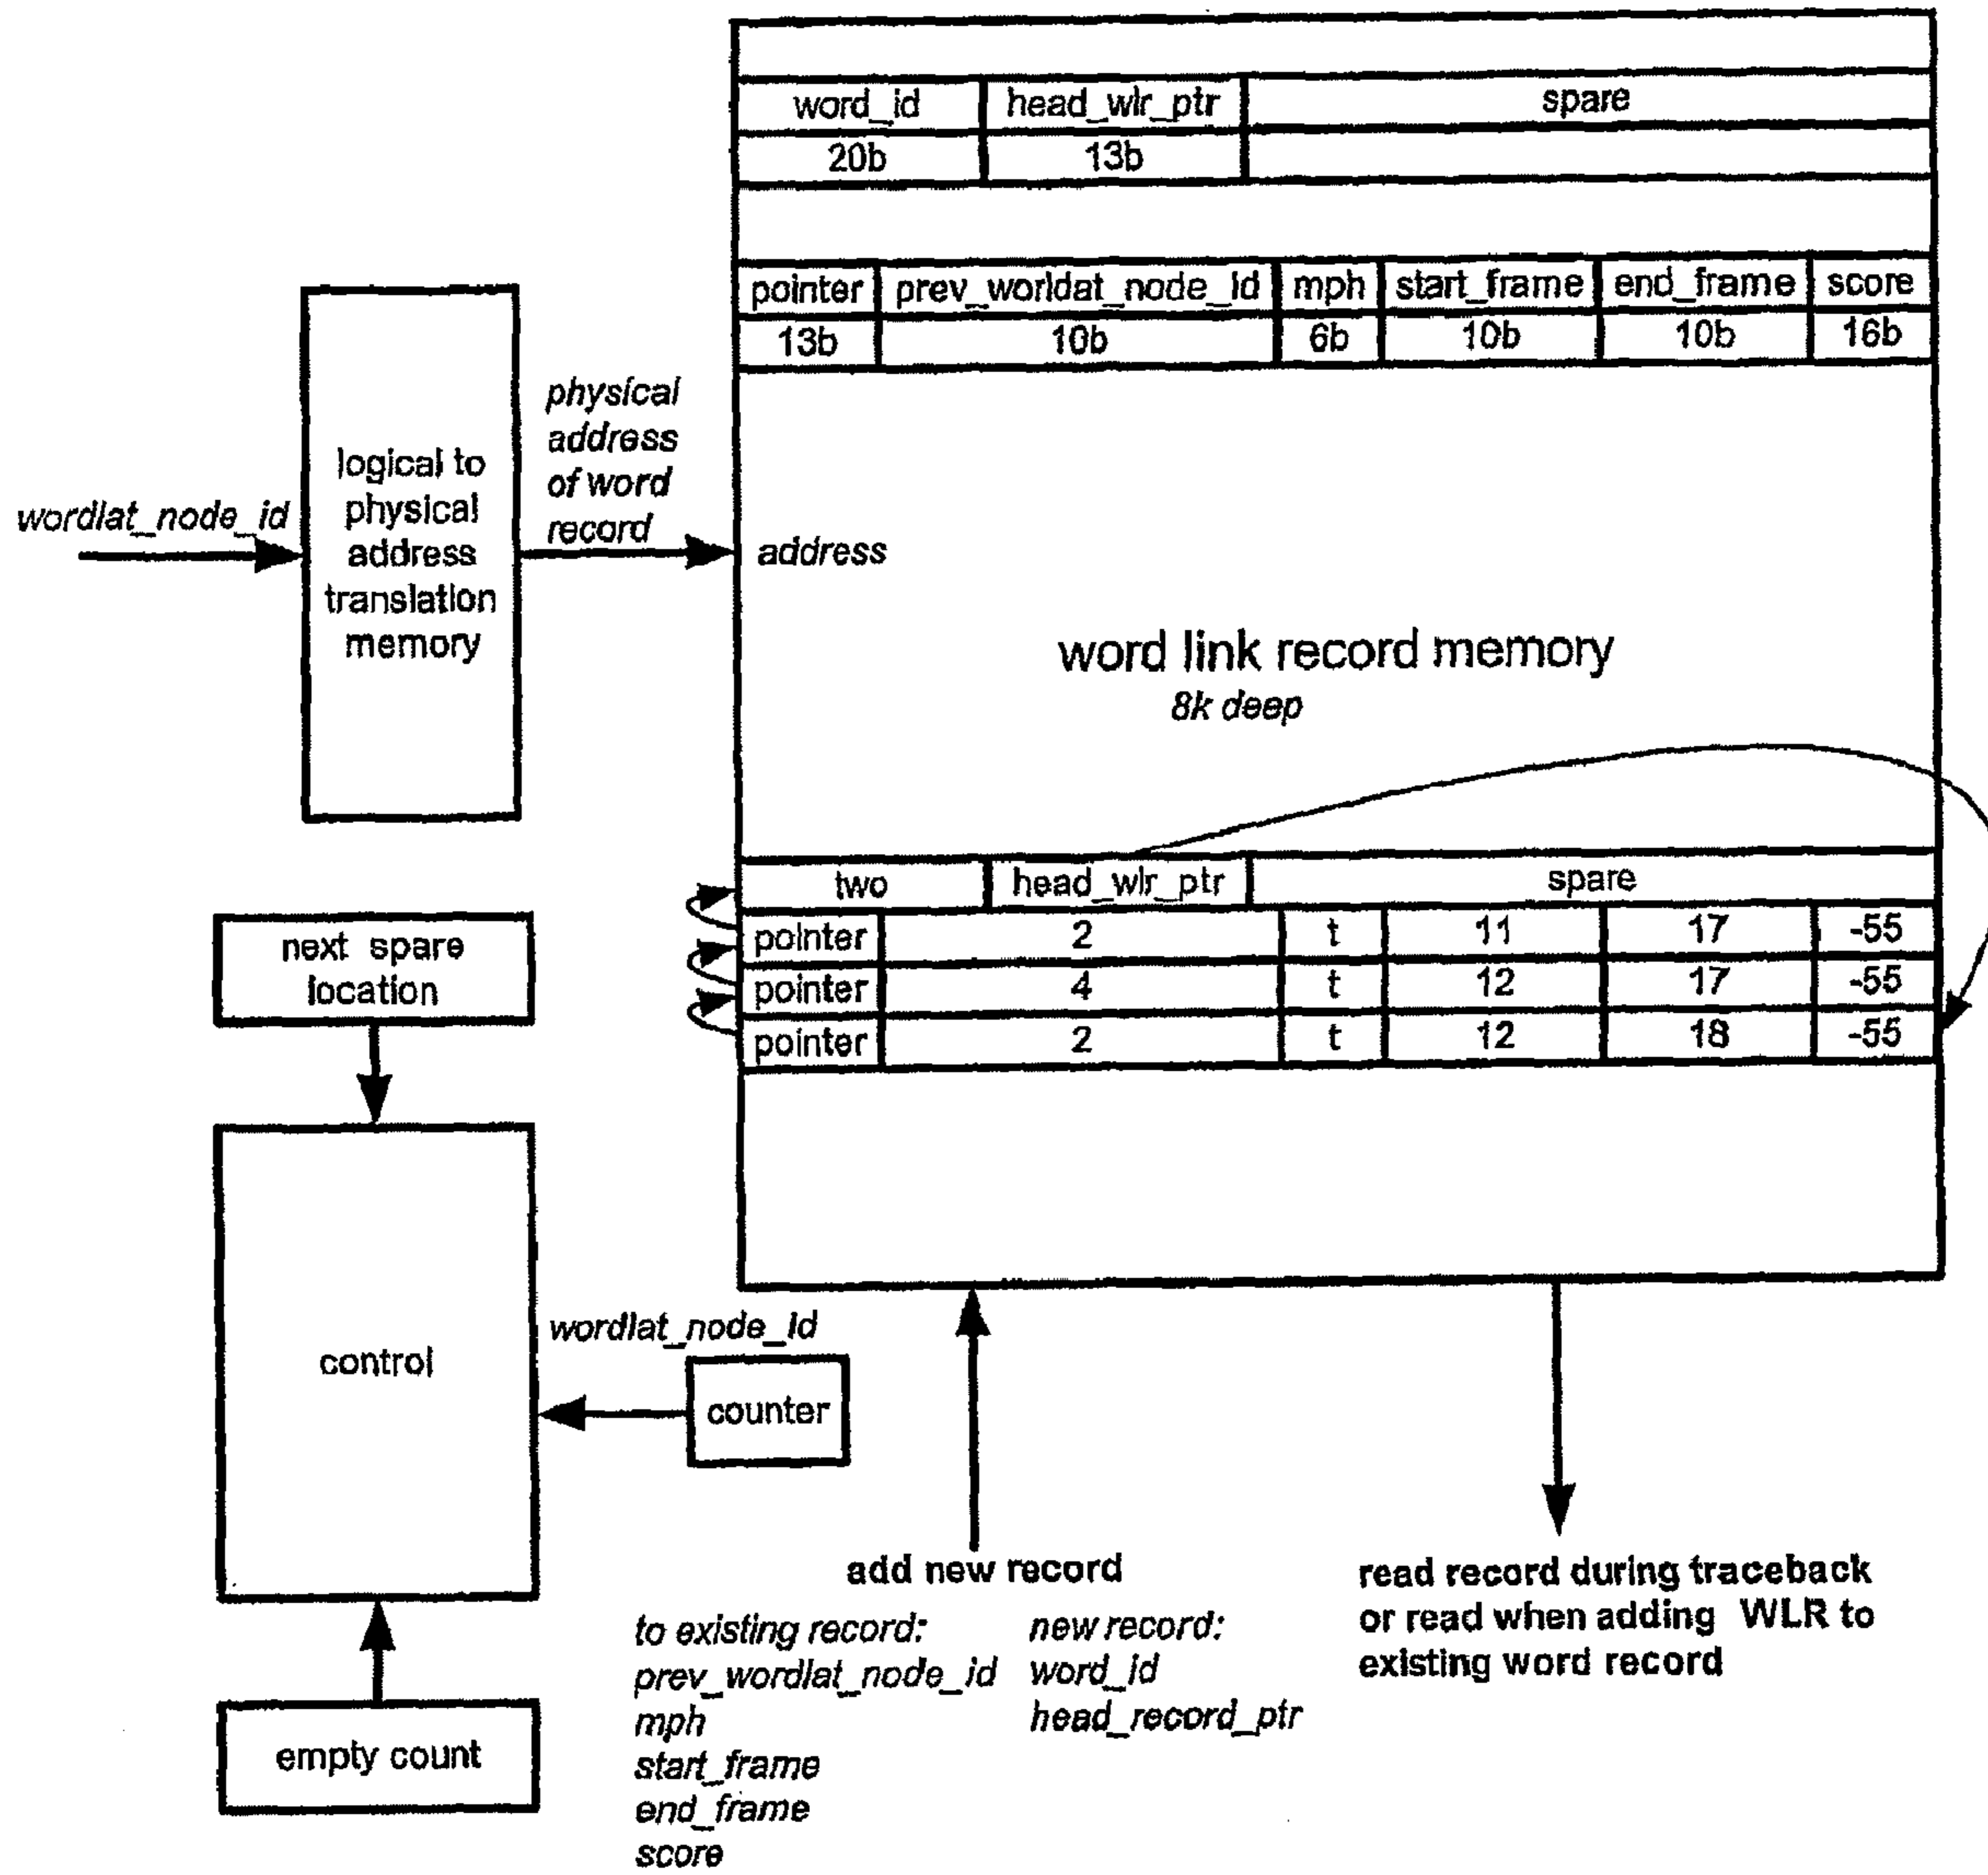 word_id head_wlr_ptr spare
20b 13b
pointer prev_worldat_node_id mph start_frame end_frame score
13b 10b 6b 10b 10b 16b
wordlat_node_id
logical to
physical
address
translation
memory
physical
address
of word
record
address
word link record memory
8k deep
two head_wlr_ptr spare
pointer 2 t 11 17 -55
pointer 4 t 12 17 -55
pointer 2 t 12 18 -55
next spare
location
control
wordlat_node_id
counter
empty count
add new record
to existing record:
prev_wordlat_node_id
mph
start_frame
end_frame
score
new record:
word_id
head_record_ptr
read record during traceback
or read when adding WLR to
existing word record